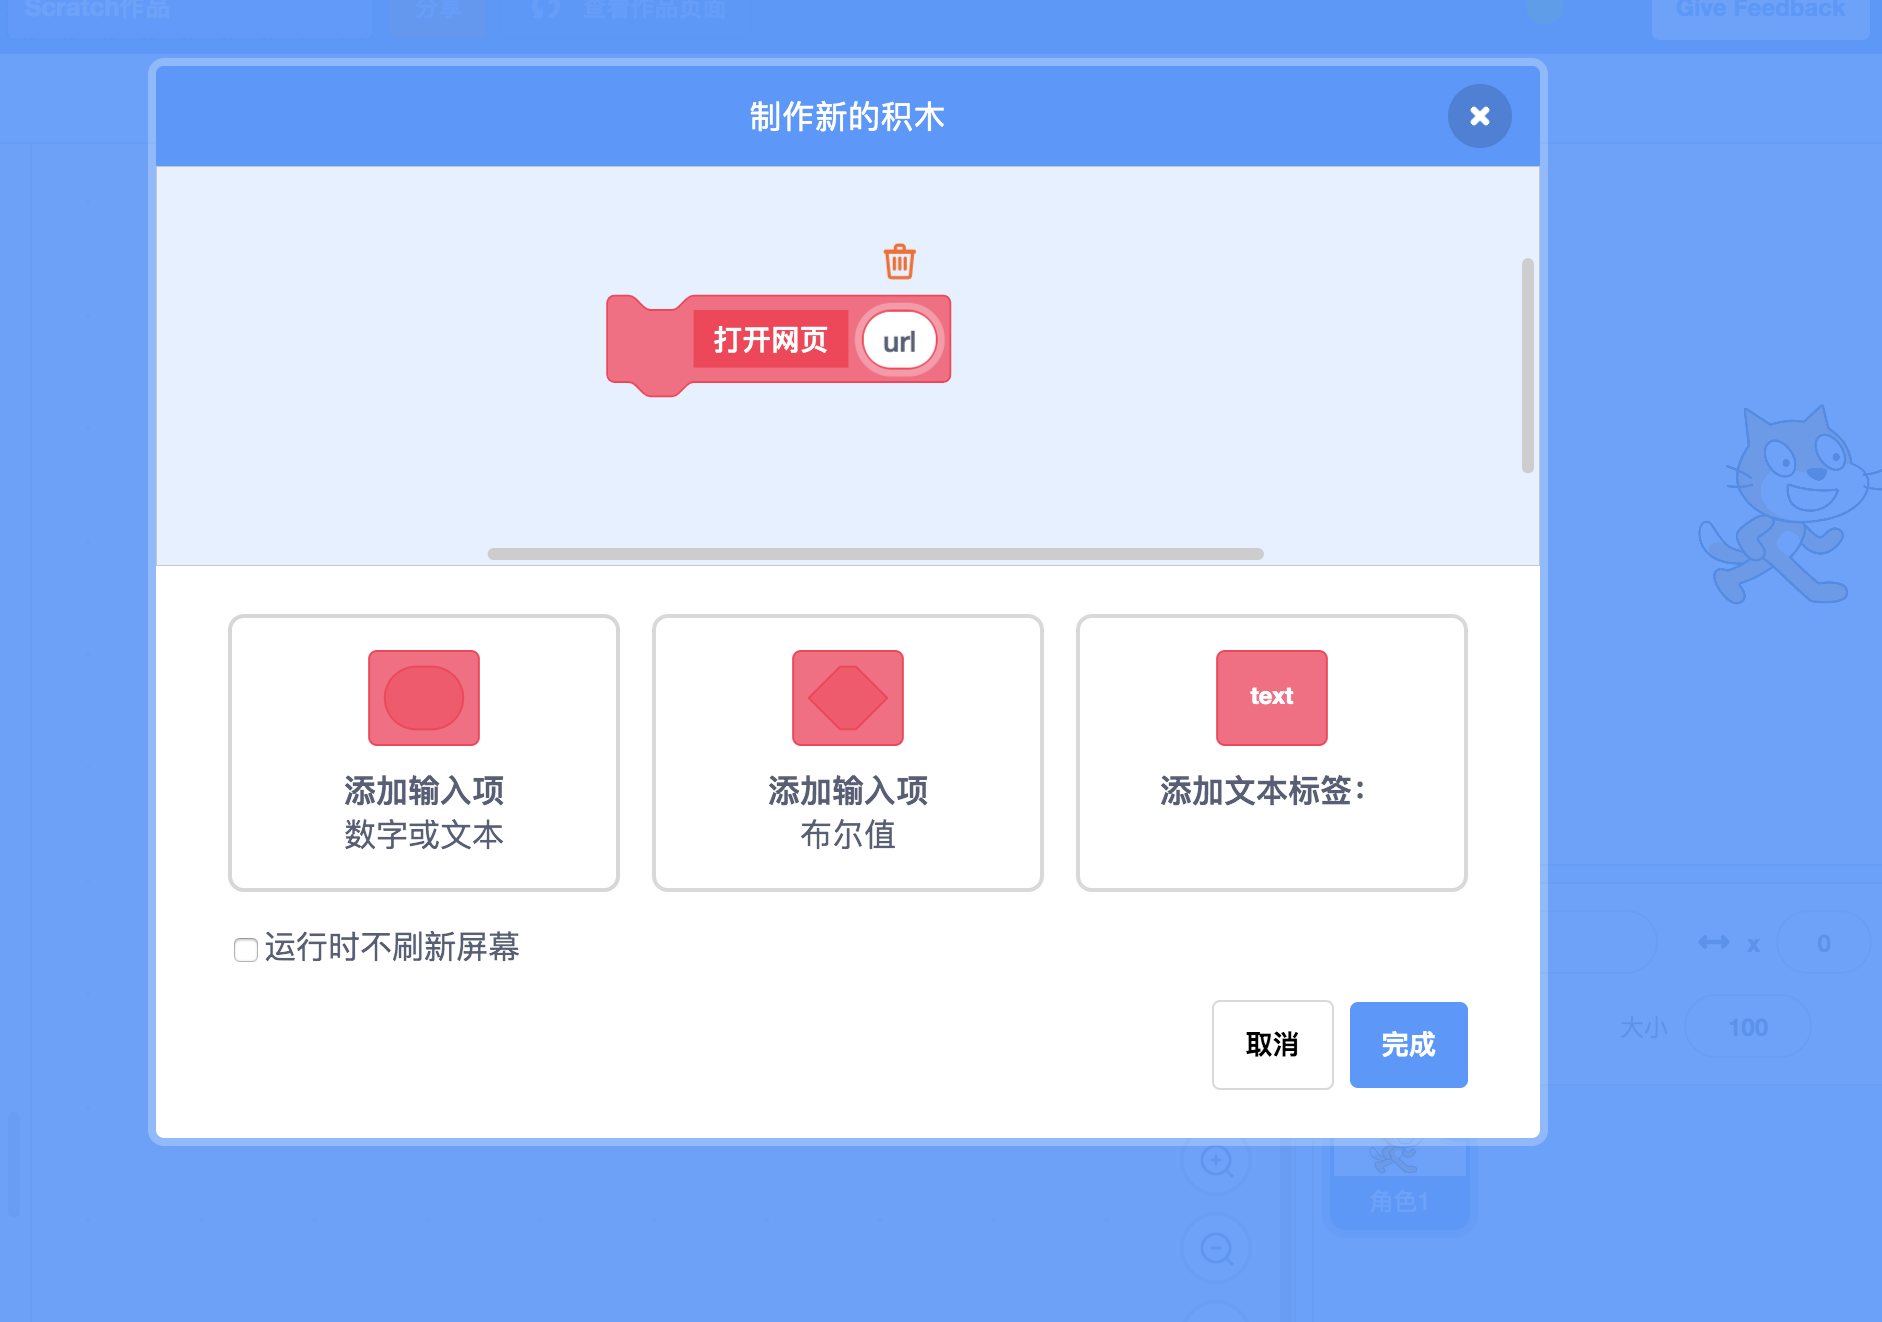 Scratch作品
分享
查看作品页面
Give Feedback
制作新的积木
打开网页 url
添加输入项
数字或文本
添加输入项
布尔值
text
添加文本标签：
运行时不刷新屏幕
取消
完成
x 0
大小 100
角色1